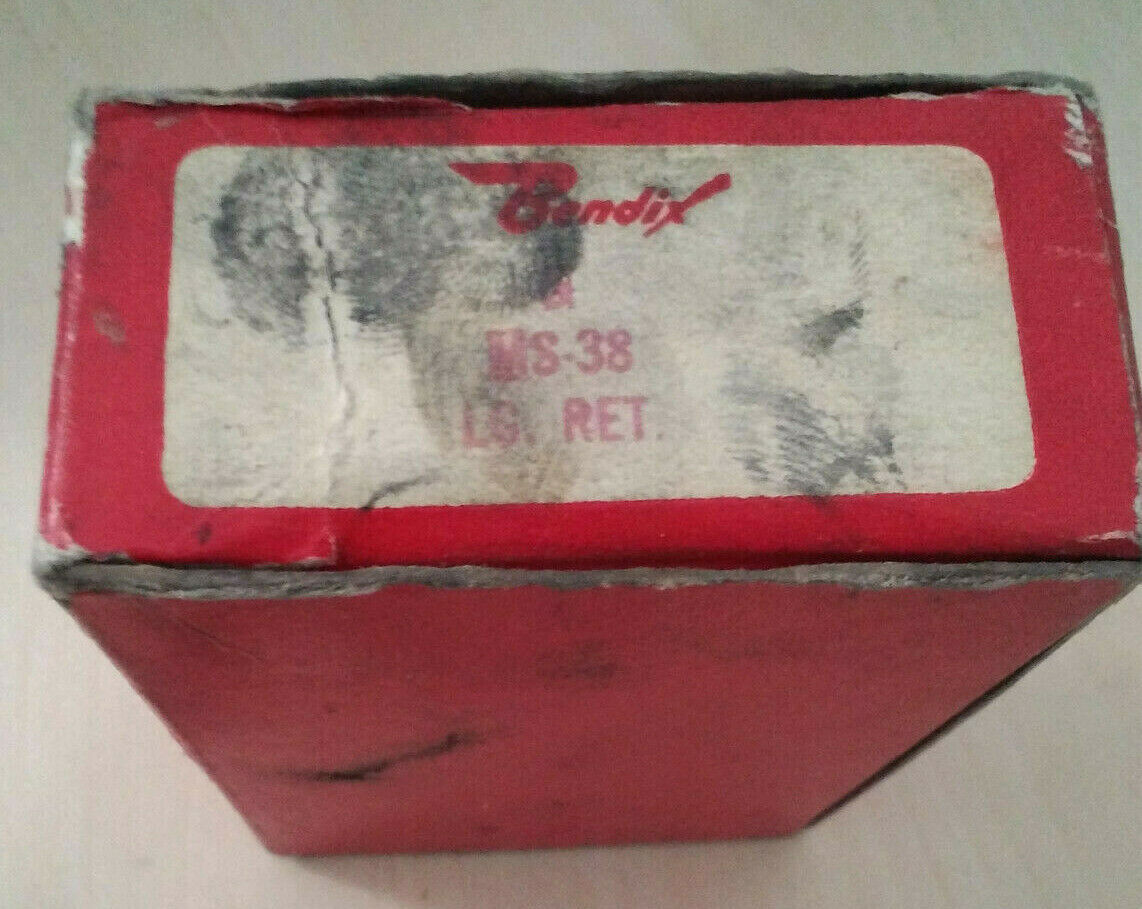 Bendix
MS-38
LG. RET.